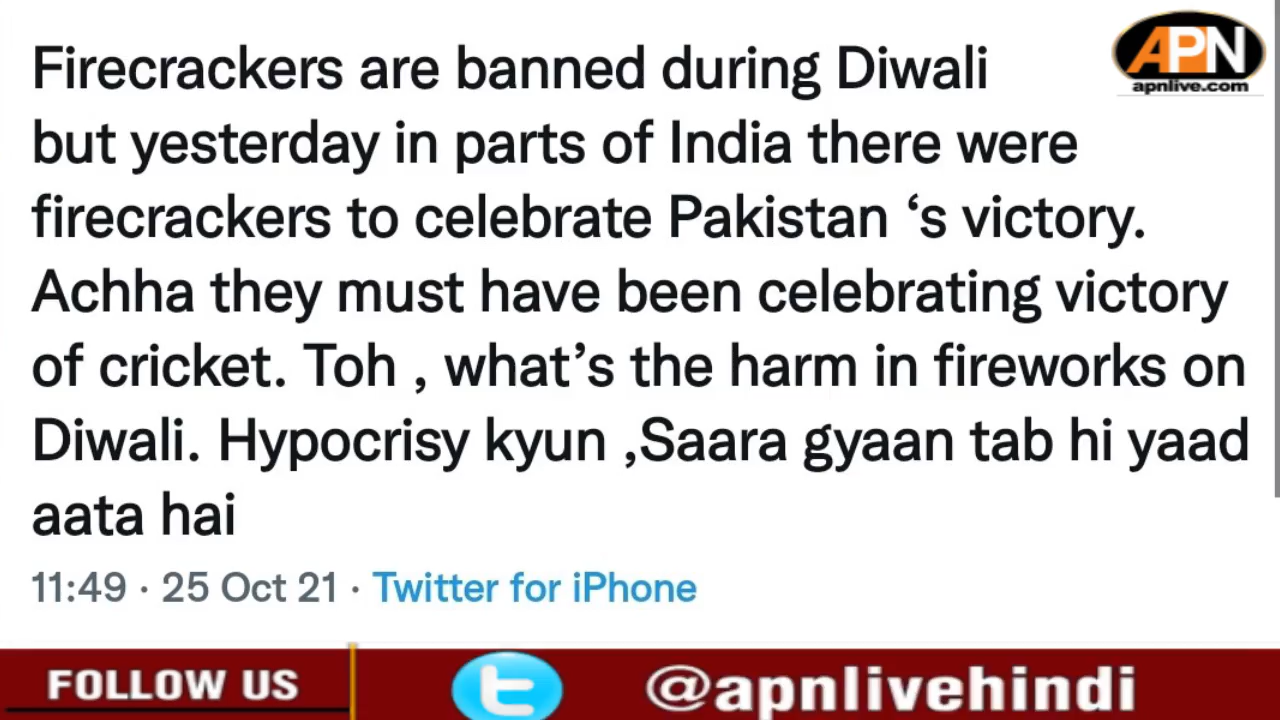 APN
apnlive.com
Firecrackers are banned during Diwali
but yesterday in parts of India there were
firecrackers to celebrate Pakistan ‘s victory.
Achha they must have been celebrating victory
of cricket. Toh , what’s the harm in fireworks on
Diwali. Hypocrisy kyun ,Saara gyaan tab hi yaad
aata hai
11:49 · 25 Oct 21 · Twitter for iPhone
FOLLOW US
@apnlivehindi